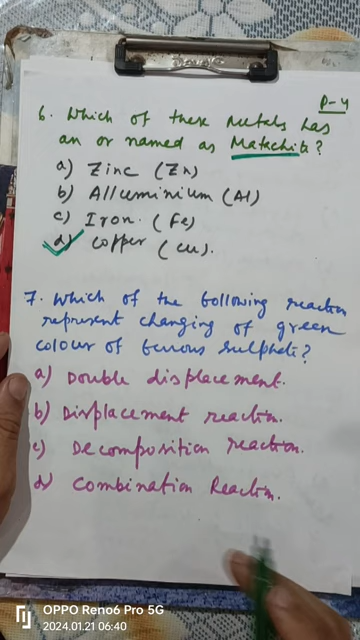 P-4
6. Which of these metals has
an or named as Malachite?
a) Zinc (Zn)
b) Alluminium (Al)
c) Iron. (Fe)
d) Copper (Cu).
7. Which of the following reaction
represent changing of green
colour of ferrous sulphate?
a) Double displacement.
b) Displacement reaction.
c) Decomposition reaction.
d) Combination Reaction.
OPPO Reno6 Pro 5G
2024.01.21 06:40